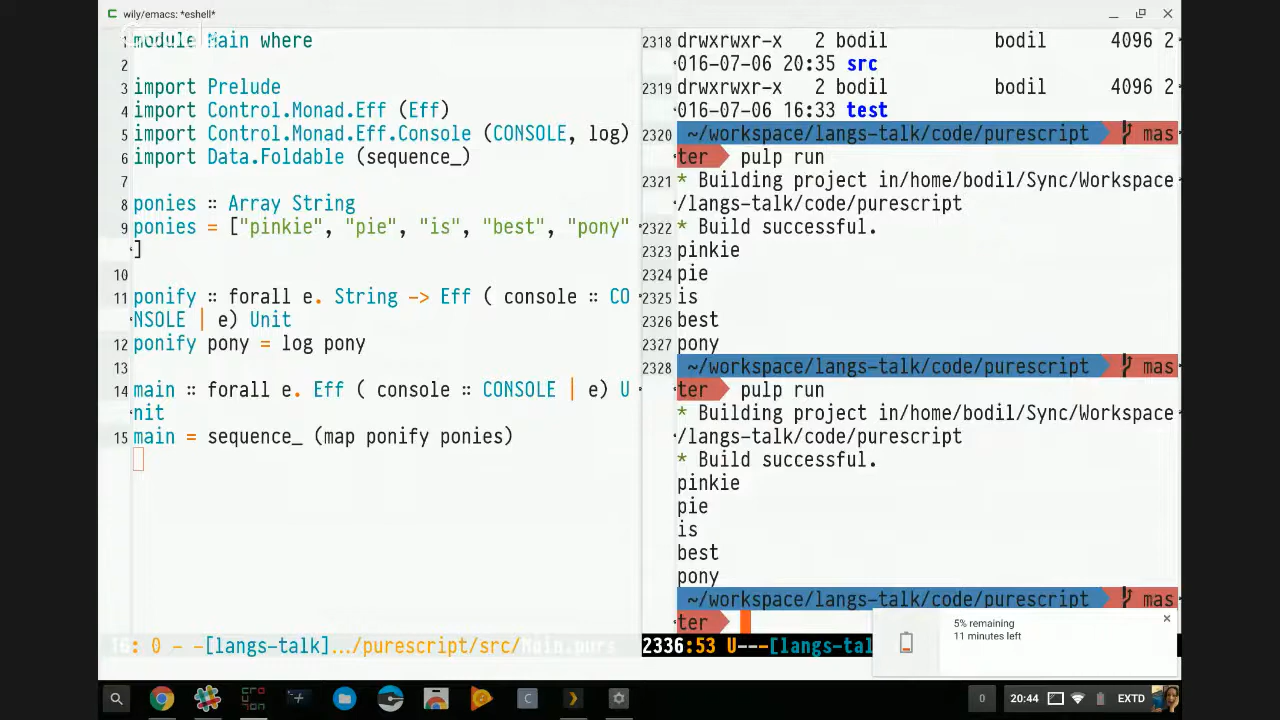 wily/emacs: *eshell*
1 module Main where
2
3 import Prelude
4 import Control.Monad.Eff (Eff)
5 import Control.Monad.Eff.Console (CONSOLE, log)
6 import Data.Foldable (sequence_)
7
8 ponies :: Array String
9 ponies = ["pinkie", "pie", "is", "best", "pony"
]
10
11 ponify :: forall e. String -> Eff ( console :: CO
NSOLE | e) Unit
12 ponify pony = log pony
13
14 main :: forall e. Eff ( console :: CONSOLE | e) U
nit
15 main = sequence_ (map ponify ponies)
16: 0 - -[langs-talk].../purescript/src/Main.purs
2318 drwxrwxr-x 2 bodil bodil 4096 2
016-07-06 20:35 src
2319 drwxrwxr-x 2 bodil bodil 4096 2
016-07-06 16:33 test
2320 ~/workspace/langs-talk/code/purescript mas
ter pulp run
2321 * Building project in/home/bodil/Sync/Workspace
/langs-talk/code/purescript
2322 * Build successful.
2323 pinkie
2324 pie
2325 is
2326 best
2327 pony
2328 ~/workspace/langs-talk/code/purescript mas
ter pulp run
* Building project in/home/bodil/Sync/Workspace
/langs-talk/code/purescript
* Build successful.
pinkie
pie
is
best
pony
~/workspace/langs-talk/code/purescript mas
ter
2336:53 U---[langs-tal
5% remaining
11 minutes left
0 20:44 EXTD